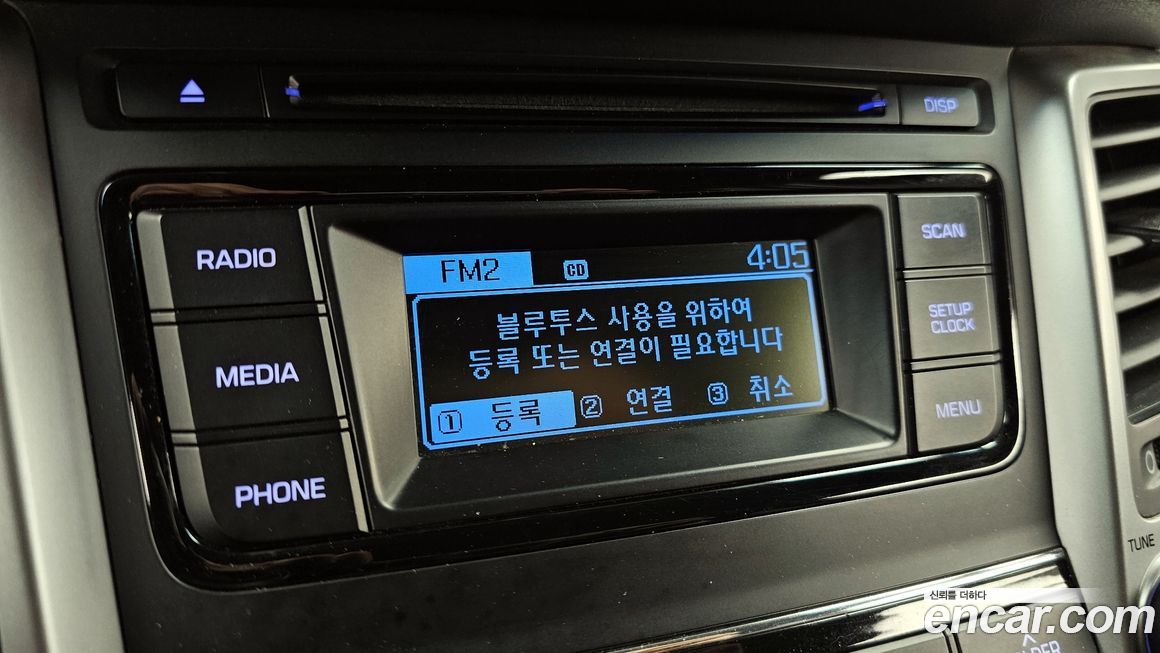 DISP
RADIO
MEDIA
PHONE
FM2 CD 4:05
블루투스 사용을 위하여
등록 또는 연결이 필요합니다
1 등록 2 연결 3 취소
SCAN
SETUP
CLOCK
MENU
TUNE
신뢰를 더하다
encar.com